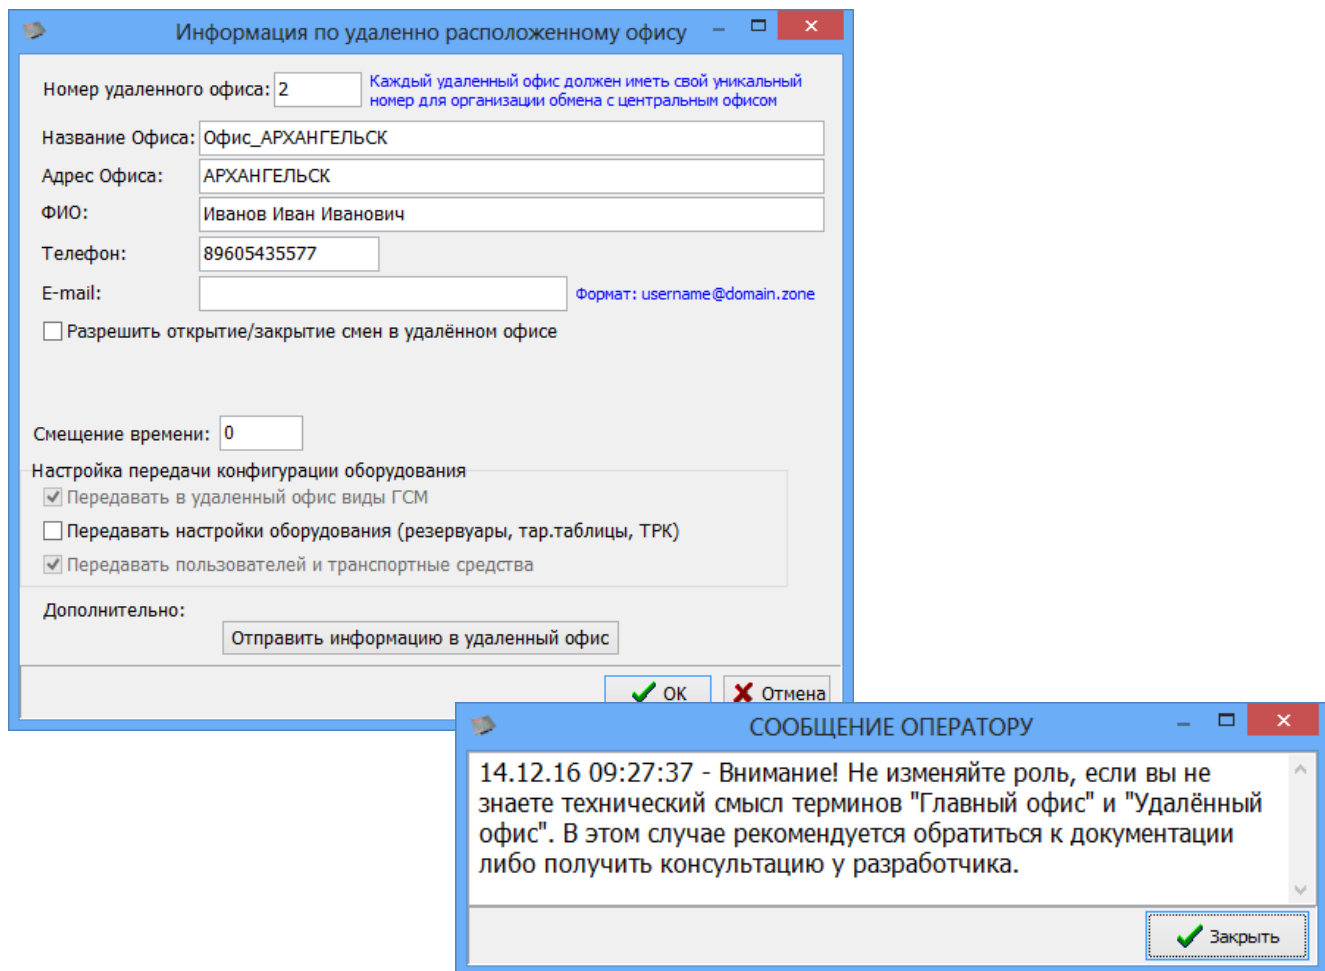 Информация по удаленно расположенному офису
Номер удаленного офиса: 2
Каждый удаленный офис должен иметь свой уникальный
номер для организации обмена с центральным офисом
Название Офиса: Офис_АРХАНГЕЛЬСК
Адрес Офиса: АРХАНГЕЛЬСК
ФИО: Иванов Иван Иванович
Телефон: 89605435577
E-mail: Формат: username@domain.zone
Разрешить открытие/закрытие смен в удалённом офисе
Смещение времени: 0
Настройка передачи конфигурации оборудования
Передавать в удаленный офис виды ГСМ
Передавать настройки оборудования (резервуары, тар.таблицы, ТРК)
Передавать пользователей и транспортные средства
Дополнительно:
Отправить информацию в удаленный офис
ОК Отмена
СООБЩЕНИЕ ОПЕРАТОРУ
14.12.16 09:27:37 - Внимание! Не изменяйте роль, если вы не
знаете технический смысл терминов "Главный офис" и "Удалённый
офис". В этом случае рекомендуется обратиться к документации
либо получить консультацию у разработчика.
Закрыть